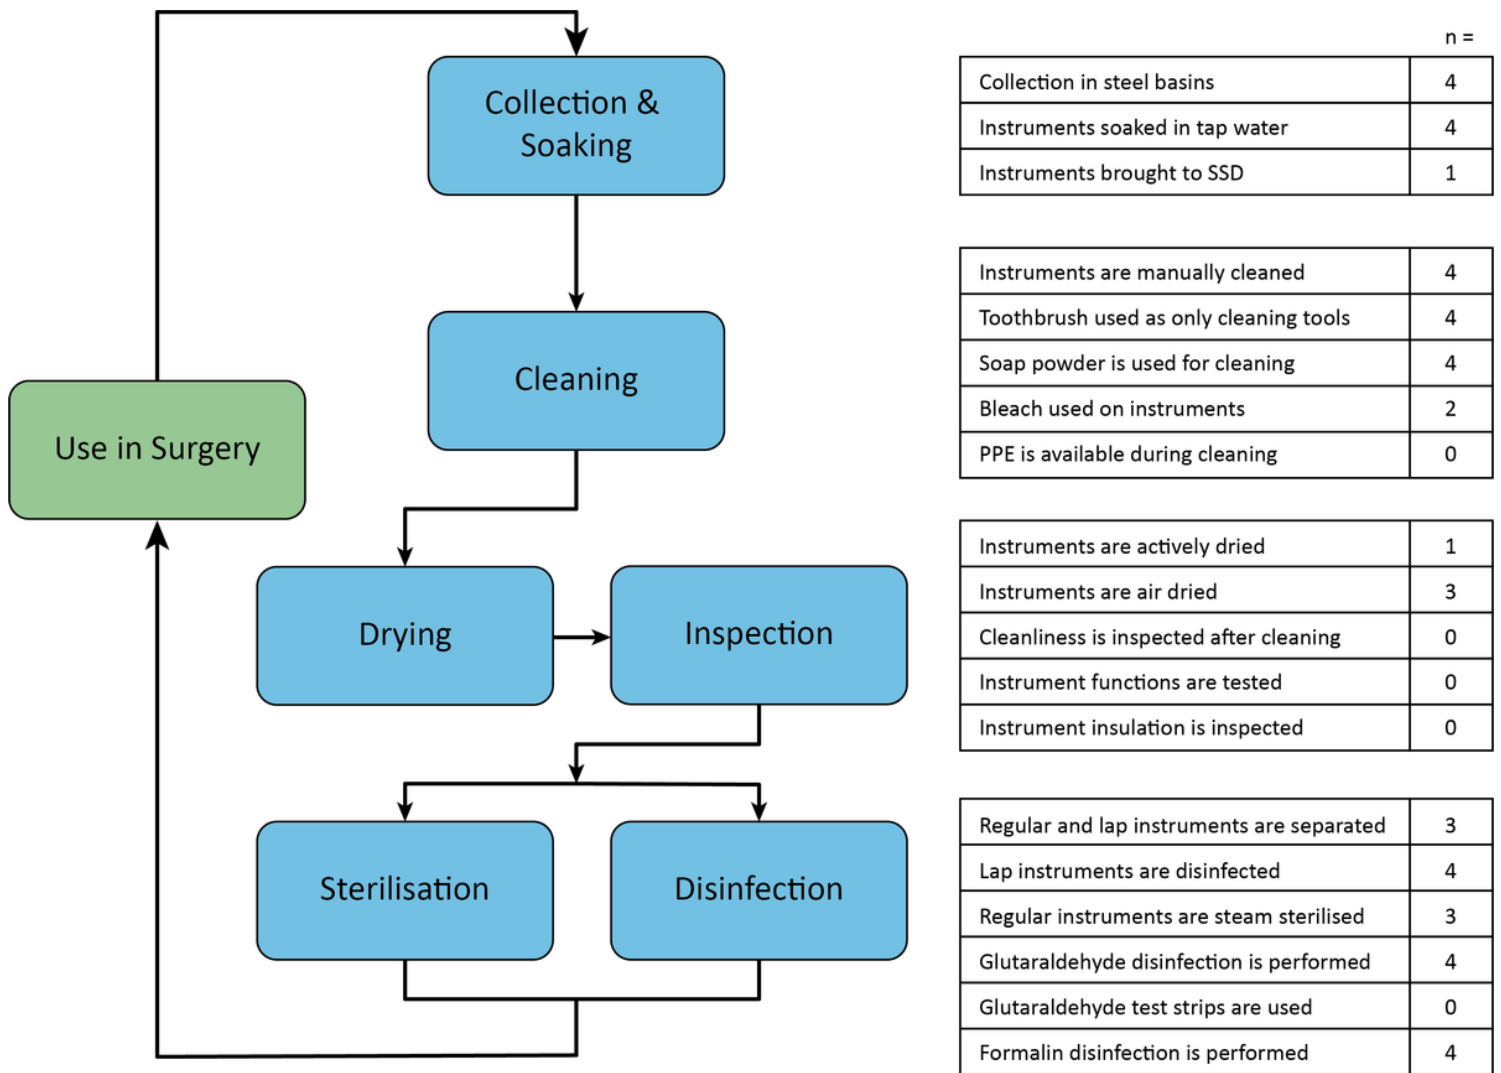 n =
Collection &
Soaking
Collection in steel basins 4
Instruments soaked in tap water 4
Instruments brought to SSD 1
Cleaning
Instruments are manually cleaned 4
Toothbrush used as only cleaning tools 4
Soap powder is used for cleaning 4
Bleach used on instruments 2
PPE is available during cleaning 0
Use in Surgery
Drying
Inspection
Instruments are actively dried 1
Instruments are air dried 3
Cleanliness is inspected after cleaning 0
Instrument functions are tested 0
Instrument insulation is inspected 0
Sterilisation
Disinfection
Regular and lap instruments are separated 3
Lap instruments are disinfected 4
Regular instruments are steam sterilised 3
Glutaraldehyde disinfection is performed 4
Glutaraldehyde test strips are used 0
Formalin disinfection is performed 4